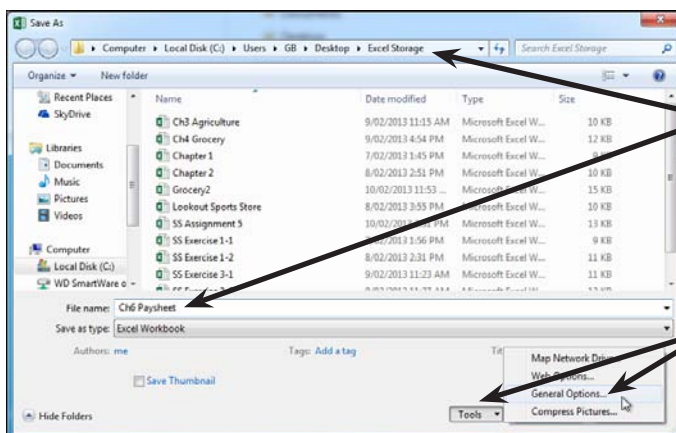 Save As
Computer ▸ Local Disk (C:) ▸ Users ▸ GB ▸ Desktop ▸ Excel Storage
Search Excel Storage
Organize New folder
Recent Places
SkyDrive
Libraries
Documents
Music
Pictures
Videos
Computer
Local Disk (C:)
WD SmartWare
Name Date modified Type Size
Ch3 Agriculture 9/02/2013 11:15 AM Microsoft Excel W... 10 KB
Ch4 Grocery 9/02/2013 4:54 PM Microsoft Excel W... 12 KB
Chapter 1 7/02/2013 1:45 PM Microsoft Excel W... KB
Chapter 2 8/02/2013 2:51 PM Microsoft Excel W... 10 KB
Grocery2 10/02/2013 11:53 ... Microsoft Excel W... 15 KB
Lookout Sports Store 8/02/2013 3:55 PM Microsoft Excel W... 10 KB
SS Assignment 5 PM Microsoft Excel W... 13 KB
SS Exercise 1-1 1:56 PM Microsoft Excel W... 9 KB
SS Exercise 1-2 8/02/2013 2:31 PM Microsoft Excel W... 11 KB
SS Exercise 3-1 9/02/2013 11:23 AM Microsoft Excel W... 11 KB
File name: Ch6 Paysheet
Save as type: Excel Workbook
Authors: me Tags: Add a tag
Save Thumbnail
Map Network
Web Options...
General Options...
Compress Pictures...
Hide Folders
Tools